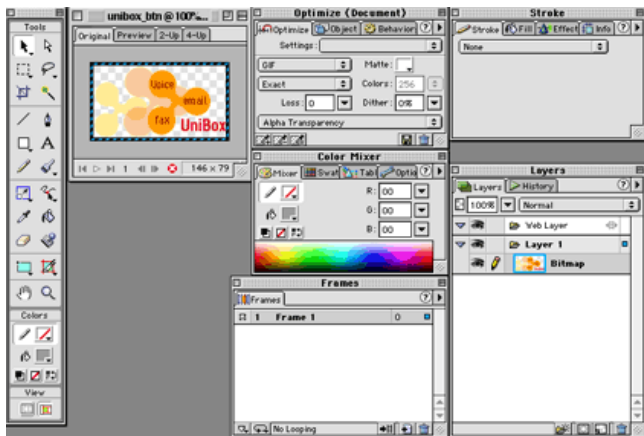 Tools
Colors
View
unibox_btn @ 100%...
Original Preview 2-Up 4-Up
Voice
email
fax
UniBox
1 146 x 79
Optimize (Document)
Optimize Object Behavior
Settings:
GIF Matte:
Exact Colors: 256
Loss: 0 Dither: 0%
Alpha Transparency
Color Mixer
Mixer Swat Tab Optio
R: 00
G: 00
B: 00
Frames
Frames
1 Frame 1 0
No Looping
Stroke
Stroke Fill Effect Info
None
Layers
Layers History
100% Normal
Web Layer
Layer 1
Bitmap